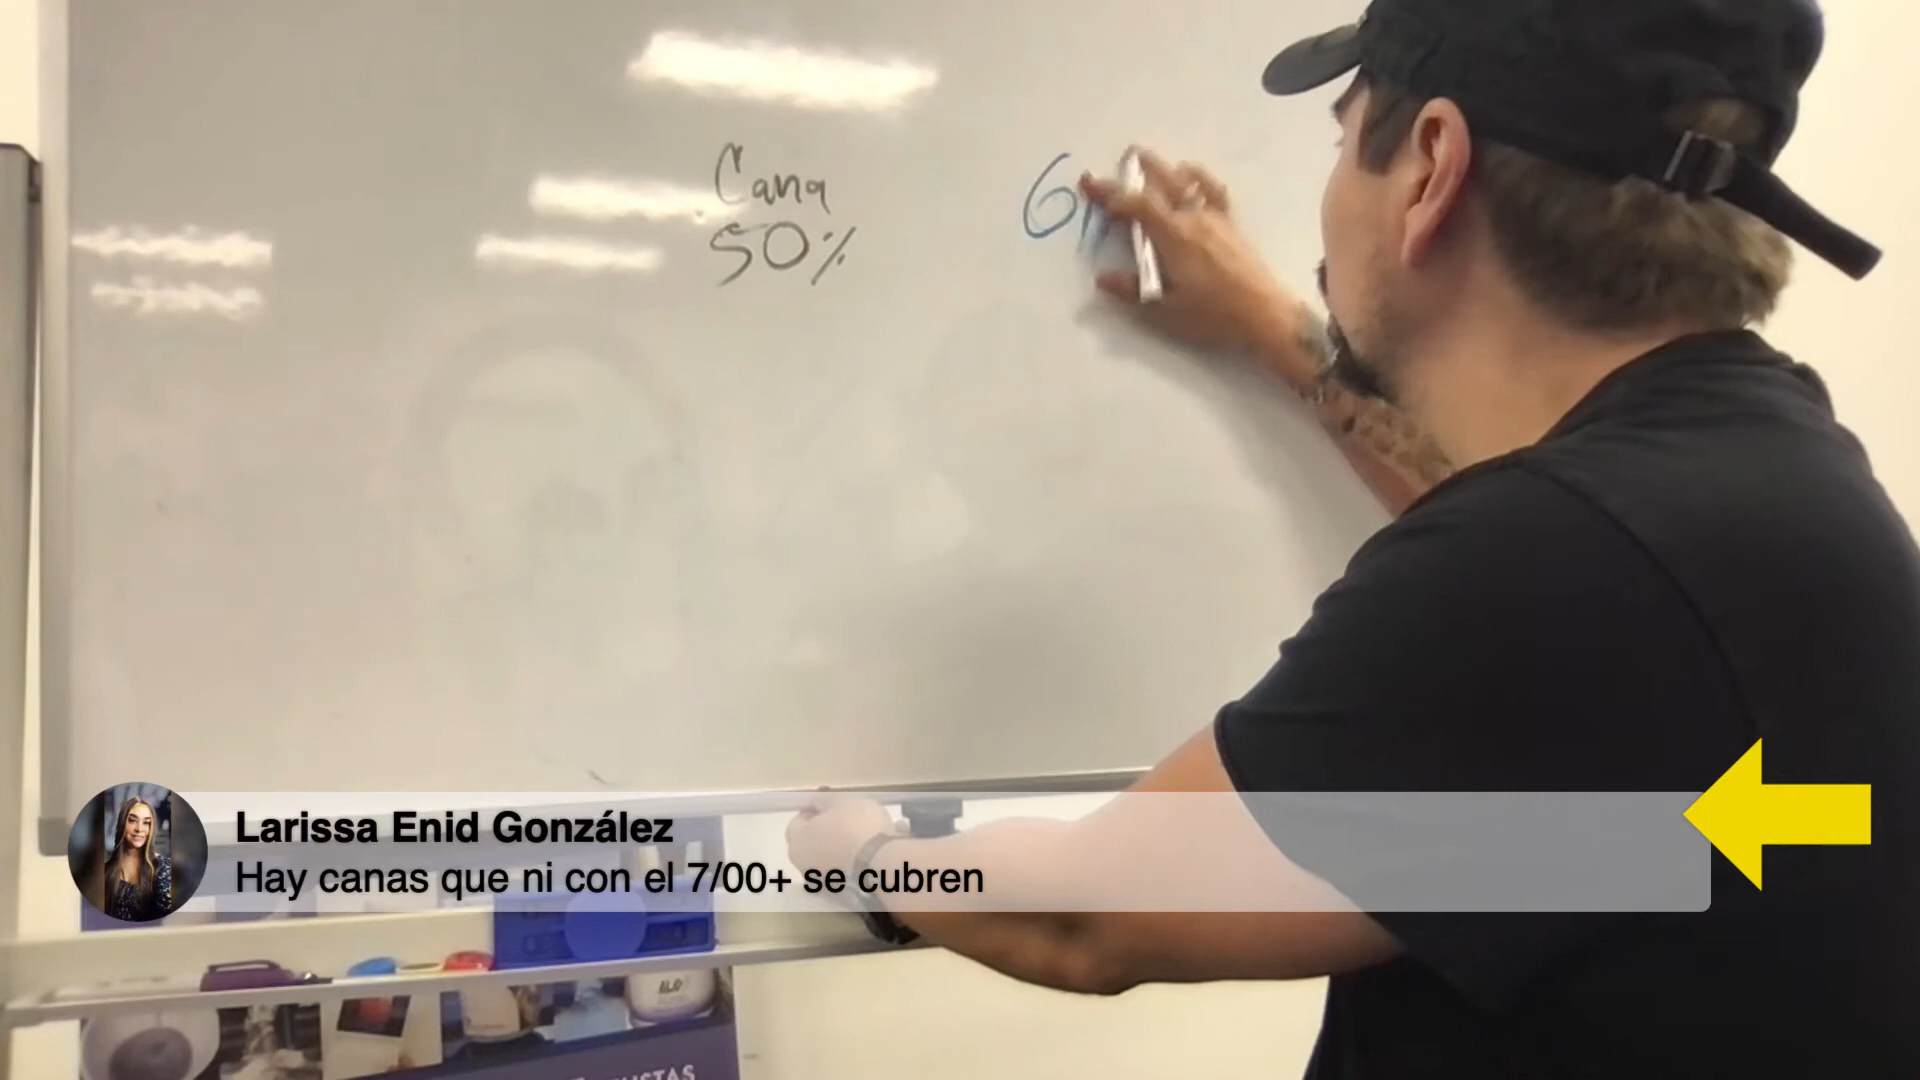 Cana
50%
Larissa Enid González
Hay canas que ni con el 7/00+ se cubren